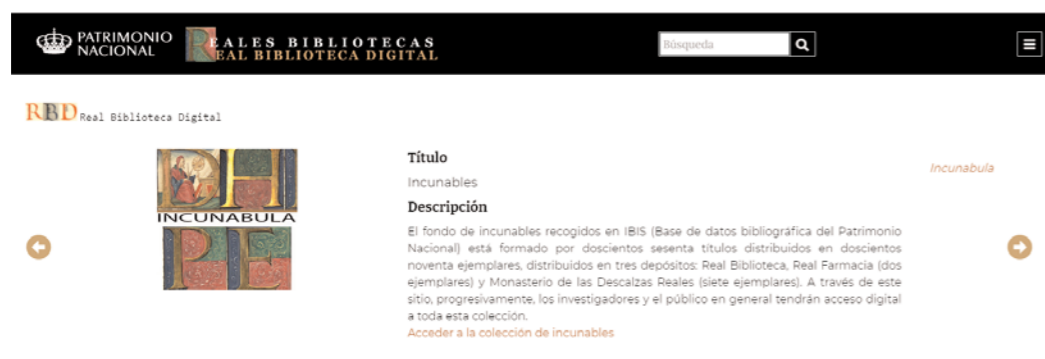 PATRIMONIO
NACIONAL
REALES BIBLIOTECAS
REAL BIBLIOTECA DIGITAL
Búsqueda
RBD Real Biblioteca Digital
INCUNABULA
Título
Incunables
Descripción
El fondo de incunables recogidos en IBIS (Base de datos bibliográfica del Patrimonio
Nacional) está formado por doscientos sesenta títulos distribuidos en doscientos
noventa ejemplares, distribuidos en tres depósitos: Real Biblioteca, Real Farmacia (dos
ejemplares) y Monasterio de las Descalzas Reales (siete ejemplares). A través de este
sitio, progresivamente, los investigadores y el público en general tendrán acceso digital
a toda esta colección.
Acceder a la colección de incunables
Incunabula